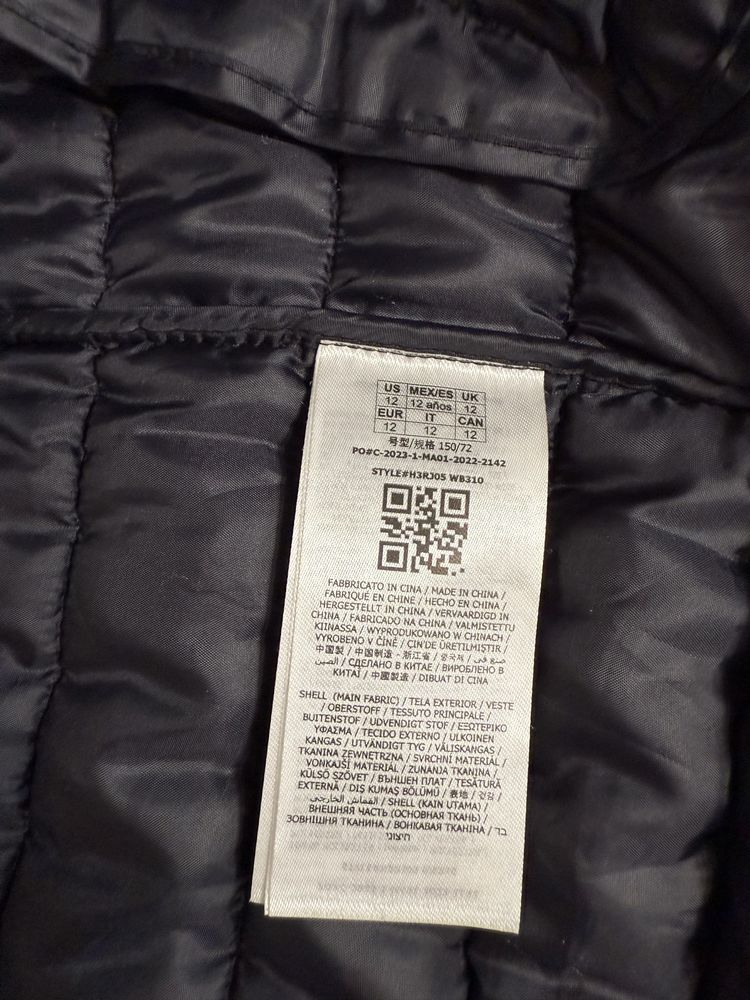 US MEX/ES UK
12 12 años 12
EUR IT CAN
12 12 12
号型/规格 150/72
PO#C-2023-1-MA01-2022-2142
STYLE#H3RJ05 WB310
FABBRICATO IN CINA / MADE IN CHINA /
FABRIQUÉ EN CHINE / HECHO EN CHINA /
HERGESTELLT IN CHINA / VERVAARDIGD IN
CHINA / FABRICADO NA CHINA / VALMISTETTU
KIINASSA / WYPRODUKOWANO W CHINACH /
VYROBENO V ČÍNĚ / ÇIN'DE ÜRETILMIŞTIR /
中国製 / 中国制造 - 浙江省 / 중국제 / صنع في
الصين / СДЕЛАНО В КИТАЕ / ВИРОБЛЕНО В
КИТАЇ / 中國製造 / DIBUAT DI CINA
SHELL (MAIN FABRIC) / TELA EXTERIOR / VESTE
/ OBERSTOFF / TESSUTO PRINCIPALE /
BUITENSTOF / UDVENDIGT STOF / ΕΞΩΤΕΡΙΚΟ
ΥΦΑΣΜΑ / TECIDO EXTERNO / ULKOINEN
KANGAS / UTVÄNDIGT TYG / VÄLISKANGAS /
TKANINA ZEWNĘTRZNA / SVRCHNÍ MATERIÁL /
VONKAJŠÍ MATERIÁL / ZUNANJA TKANINA /
KÜLSŐ SZÖVET / ВЪНШЕН ПЛАТ / TESĂTURĂ
EXTERNĂ / DIŞ KUMAŞ BÖLÜMÜ / 表地 / 겉감 /
القماش الخارجي / SHELL (KAIN UTAMA) /
ВНЕШНЯЯ ЧАСТЬ (ОСНОВНАЯ ТКАНЬ) /
ЗОВНІШНЯ ТКАНИНА / ВОНКАВАЯ ТКАНІНА / בד
חיצוני